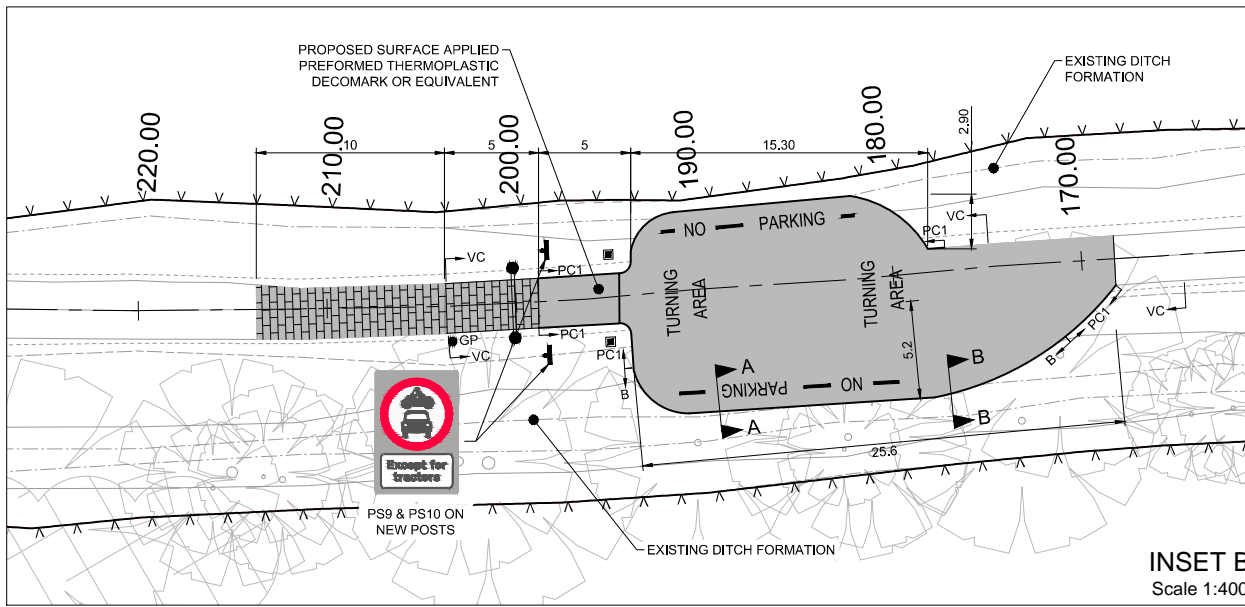 PROPOSED SURFACE APPLIED
PREFORMED THERMOPLASTIC
DECOMARK OR EQUIVALENT
EXISTING DITCH
FORMATION
220.00
210.00
200.00
190.00
180.00
170.00
10
5
5
15.30
2.90
VC
PC1
VC
PC1
NO PARKING
TURNING
AREA
TURNING
AREA
PC1
GP
VC
PC1
B
5.2
PC1
B
VC
A
A
B
B
NO PARKING
25.6
Except for
tractors
PS9 & PS10 ON
NEW POSTS
EXISTING DITCH FORMATION
INSET B
Scale 1:400